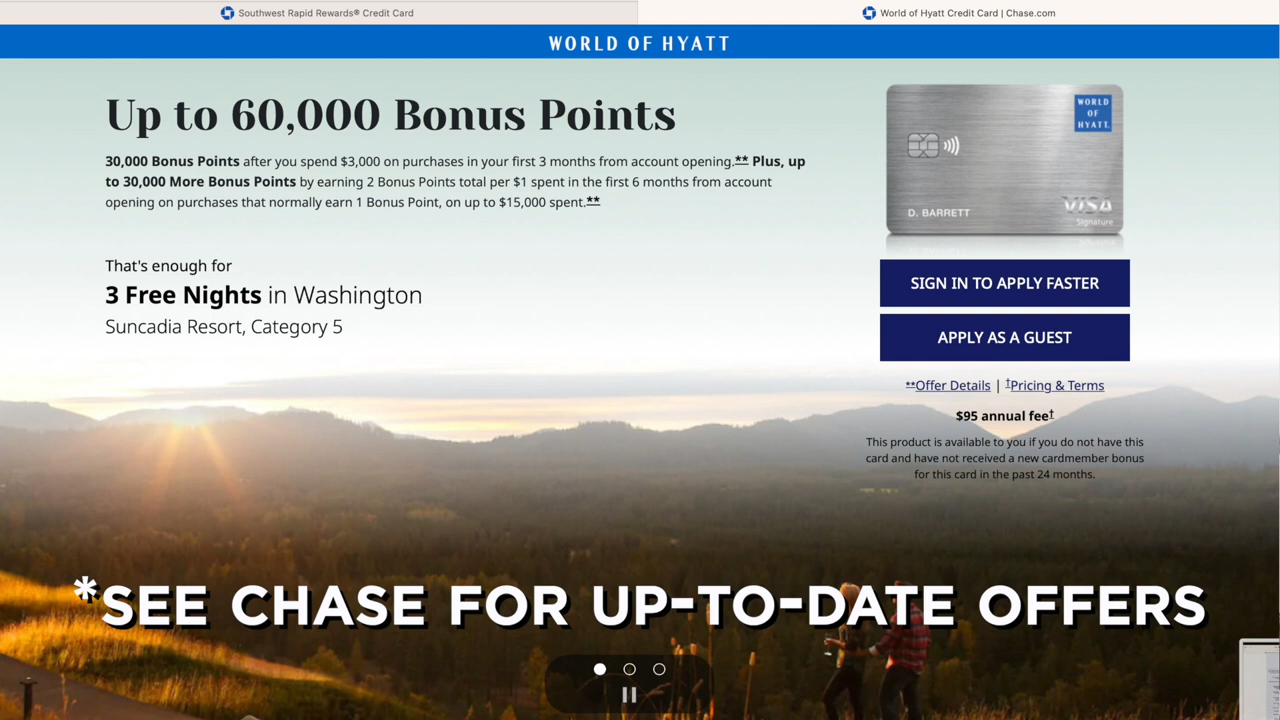 Southwest Rapid Rewards® Credit Card
World of Hyatt Credit Card | Chase.com
WORLD OF HYATT
Up to 60,000 Bonus Points
30,000 Bonus Points after you spend $3,000 on purchases in your first 3 months from account opening.** Plus, up
to 30,000 More Bonus Points by earning 2 Bonus Points total per $1 spent in the first 6 months from account
opening on purchases that normally earn 1 Bonus Point, on up to $15,000 spent.**
That's enough for
3 Free Nights in Washington
Suncadia Resort, Category 5
WORLD
OF
HYATT
D. BARRETT
VISA
Signature
SIGN IN TO APPLY FASTER
APPLY AS A GUEST
**Offer Details | †Pricing & Terms
$95 annual fee†
This product is available to you if you do not have this
card and have not received a new cardmember bonus
for this card in the past 24 months.
*SEE CHASE FOR UP-TO-DATE OFFERS